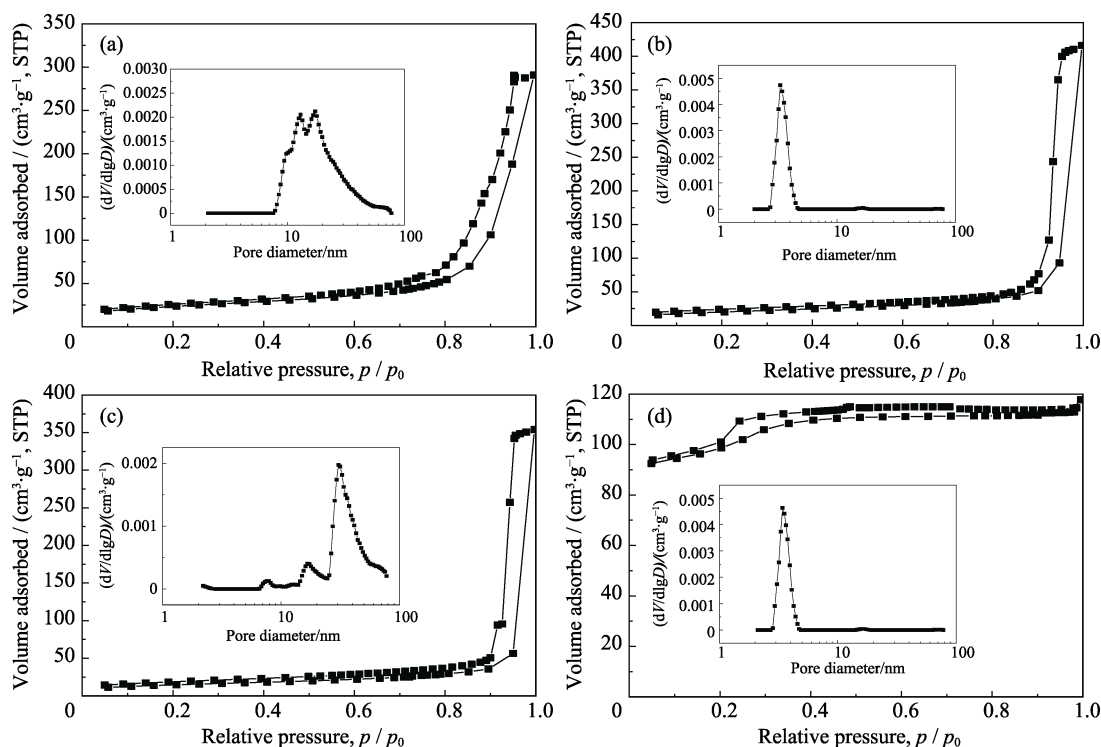 (a)
350
300
250
200
150
100
50
0
Volume adsorbed / (cm³·g⁻¹, STP)
0.0030
0.0025
0.0020
0.0015
0.0010
0.0005
0
(dV/dlgD)/(cm³·g⁻¹)
1 10 100
Pore diameter/nm
0.2 0.4 0.6 0.8 1.0
Relative pressure, p / p₀
(b)
450
400
350
300
250
200
150
100
50
0
Volume adsorbed / (cm³·g⁻¹, STP)
0.005
0.004
0.003
0.002
0.001
0
(dV/dlgD)/(cm³·g⁻¹)
1 10 100
Pore diameter/nm
0.2 0.4 0.6 0.8 1.0
Relative pressure, p / p₀
(c)
400
350
300
250
200
150
100
50
0
Volume adsorbed / (cm³·g⁻¹, STP)
0.002
0.001
0
(dV/dlgD)/(cm³·g⁻¹)
1 10 100
Pore diameter/nm
0.2 0.4 0.6 0.8 1.0
Relative pressure, p / p₀
(d)
120
100
80
60
40
20
0
Volume adsorbed / (cm³·g⁻¹, STP)
0.005
0.004
0.003
0.002
0.001
0
(dV/dlgD)/(cm³·g⁻¹)
1 10 100
Pore diameter/nm
0.2 0.4 0.6 0.8 1.0
Relative pressure, p / p₀